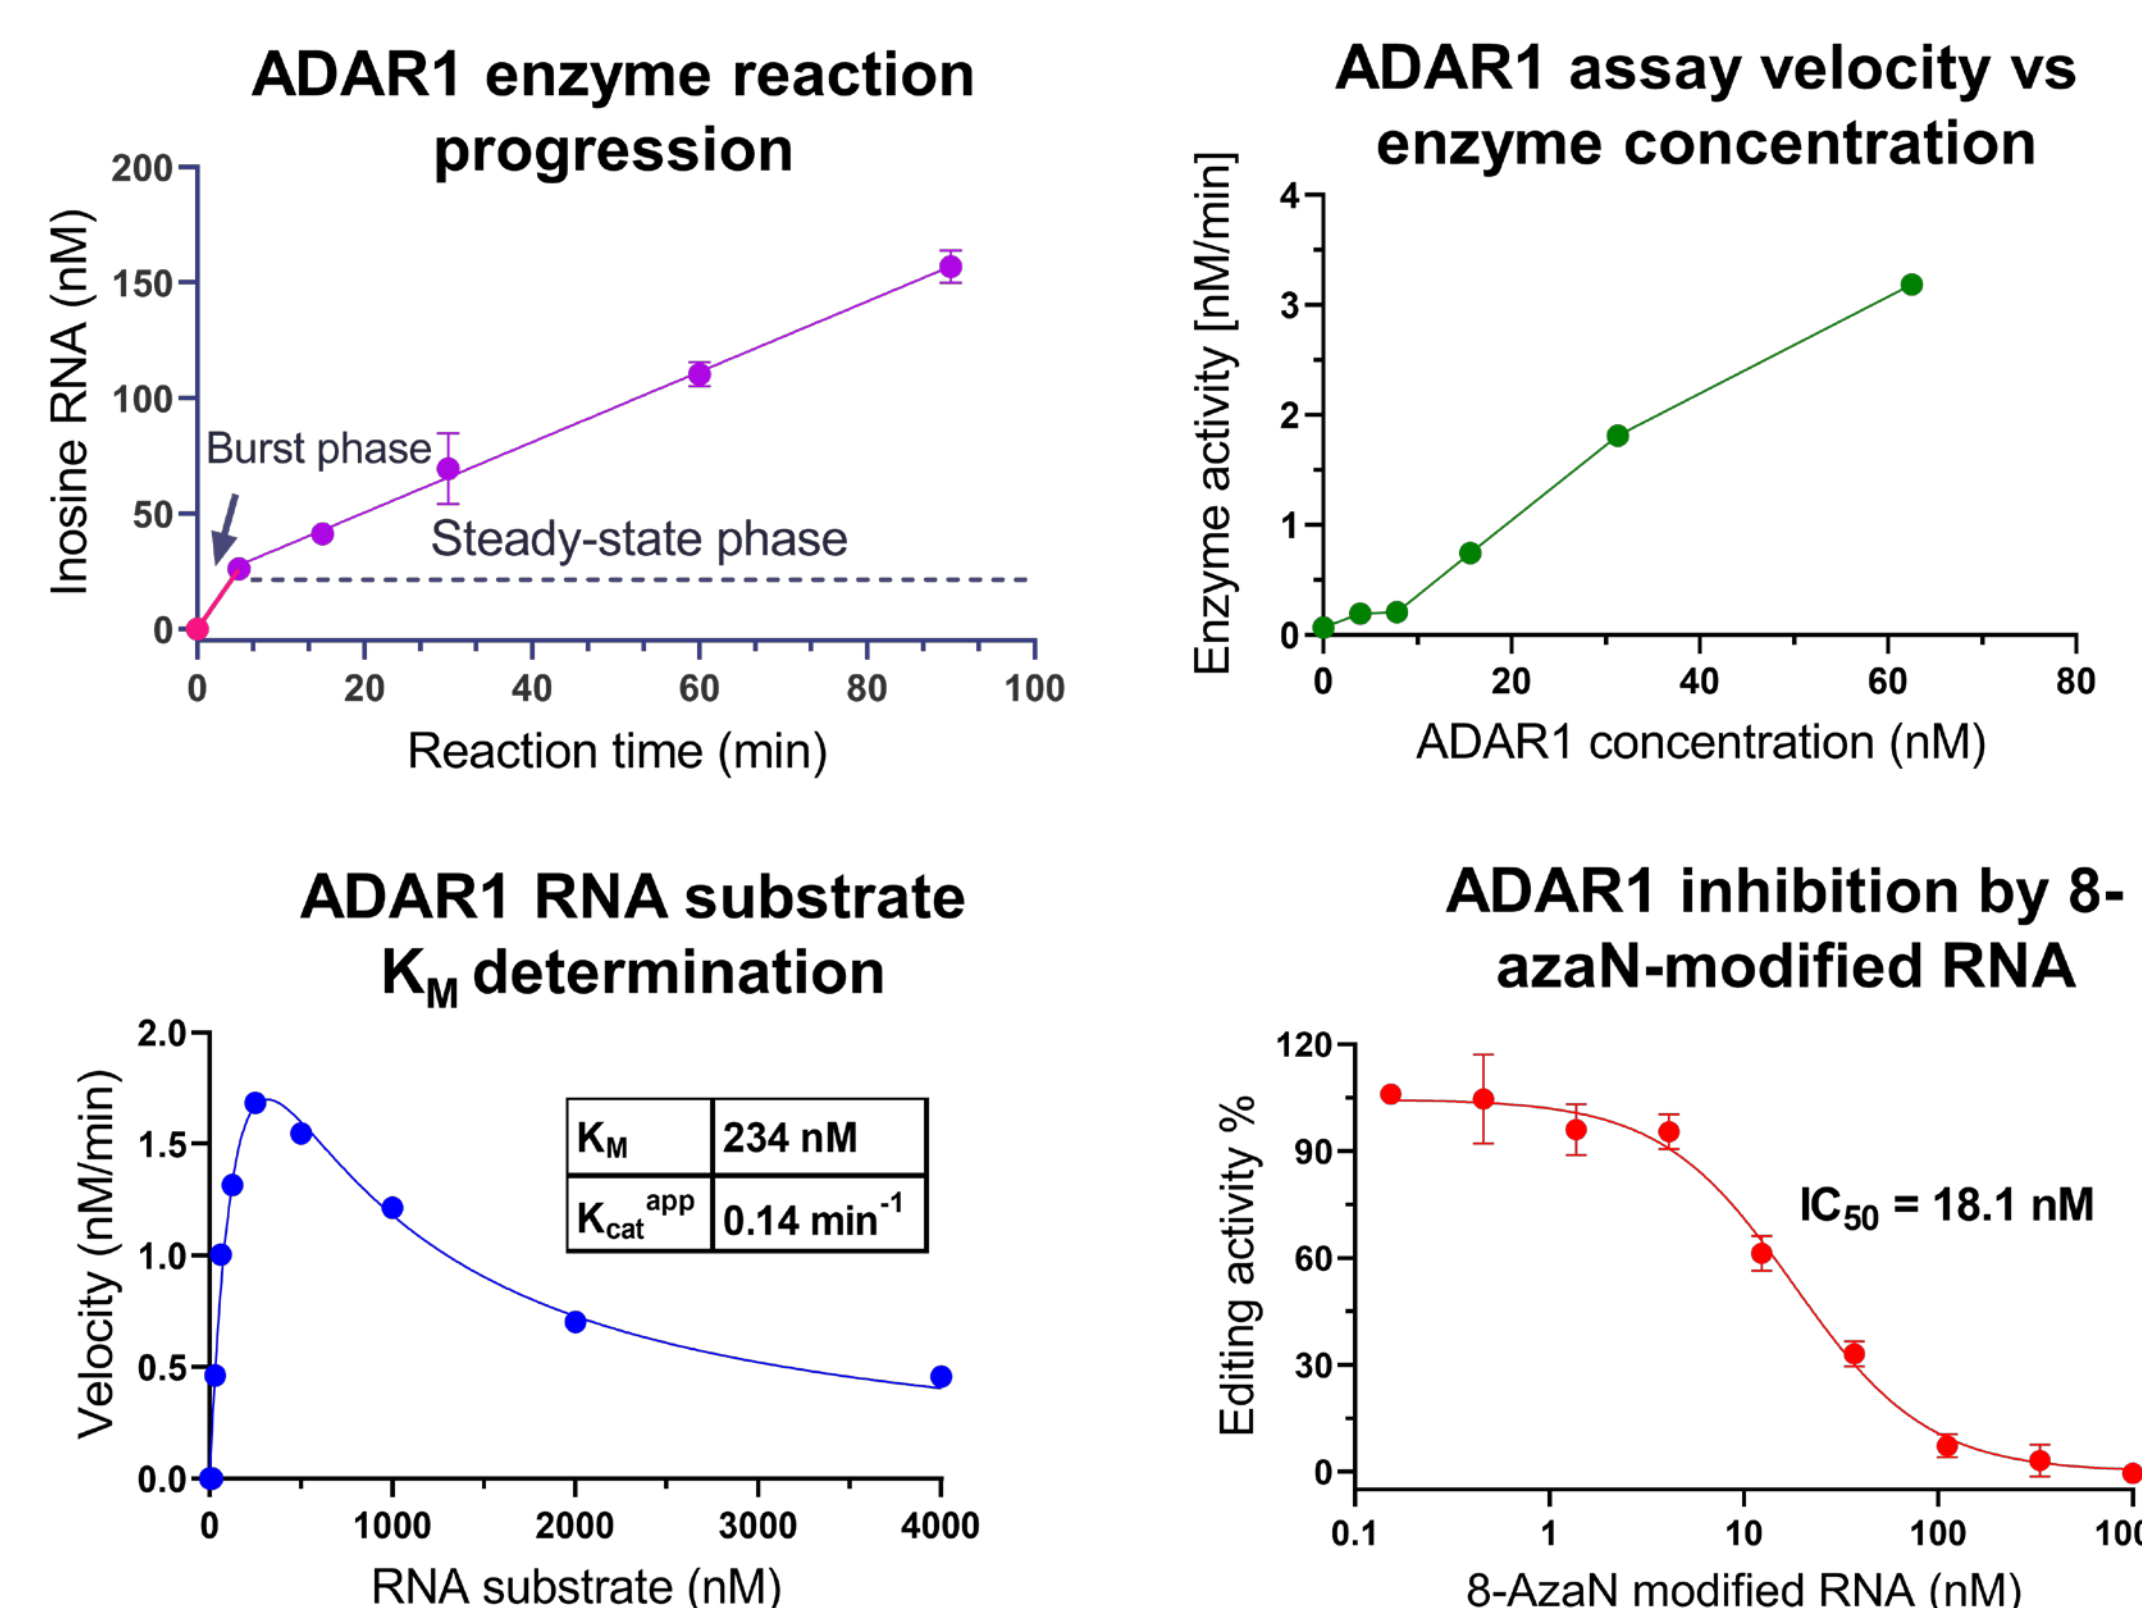 ADAR1 enzyme reaction
progression
Inosine RNA (nM)
200
150
100
50
0
Burst phase
Steady-state phase
0 20 40 60 80 100
Reaction time (min)
ADAR1 assay velocity vs
enzyme concentration
Enzyme activity [nM/min]
4
3
2
1
0
0 20 40 60 80
ADAR1 concentration (nM)
ADAR1 RNA substrate
KM determination
Velocity (nM/min)
2.0
1.5
1.0
0.5
0.0
KM 234 nM
Kcat app 0.14 min-1
0 1000 2000 3000 4000
RNA substrate (nM)
ADAR1 inhibition by 8-
azaN-modified RNA
Editing activity %
120
90
60
30
0
IC50 = 18.1 nM
0.1 1 10 100
8-AzaN modified RNA (nM)